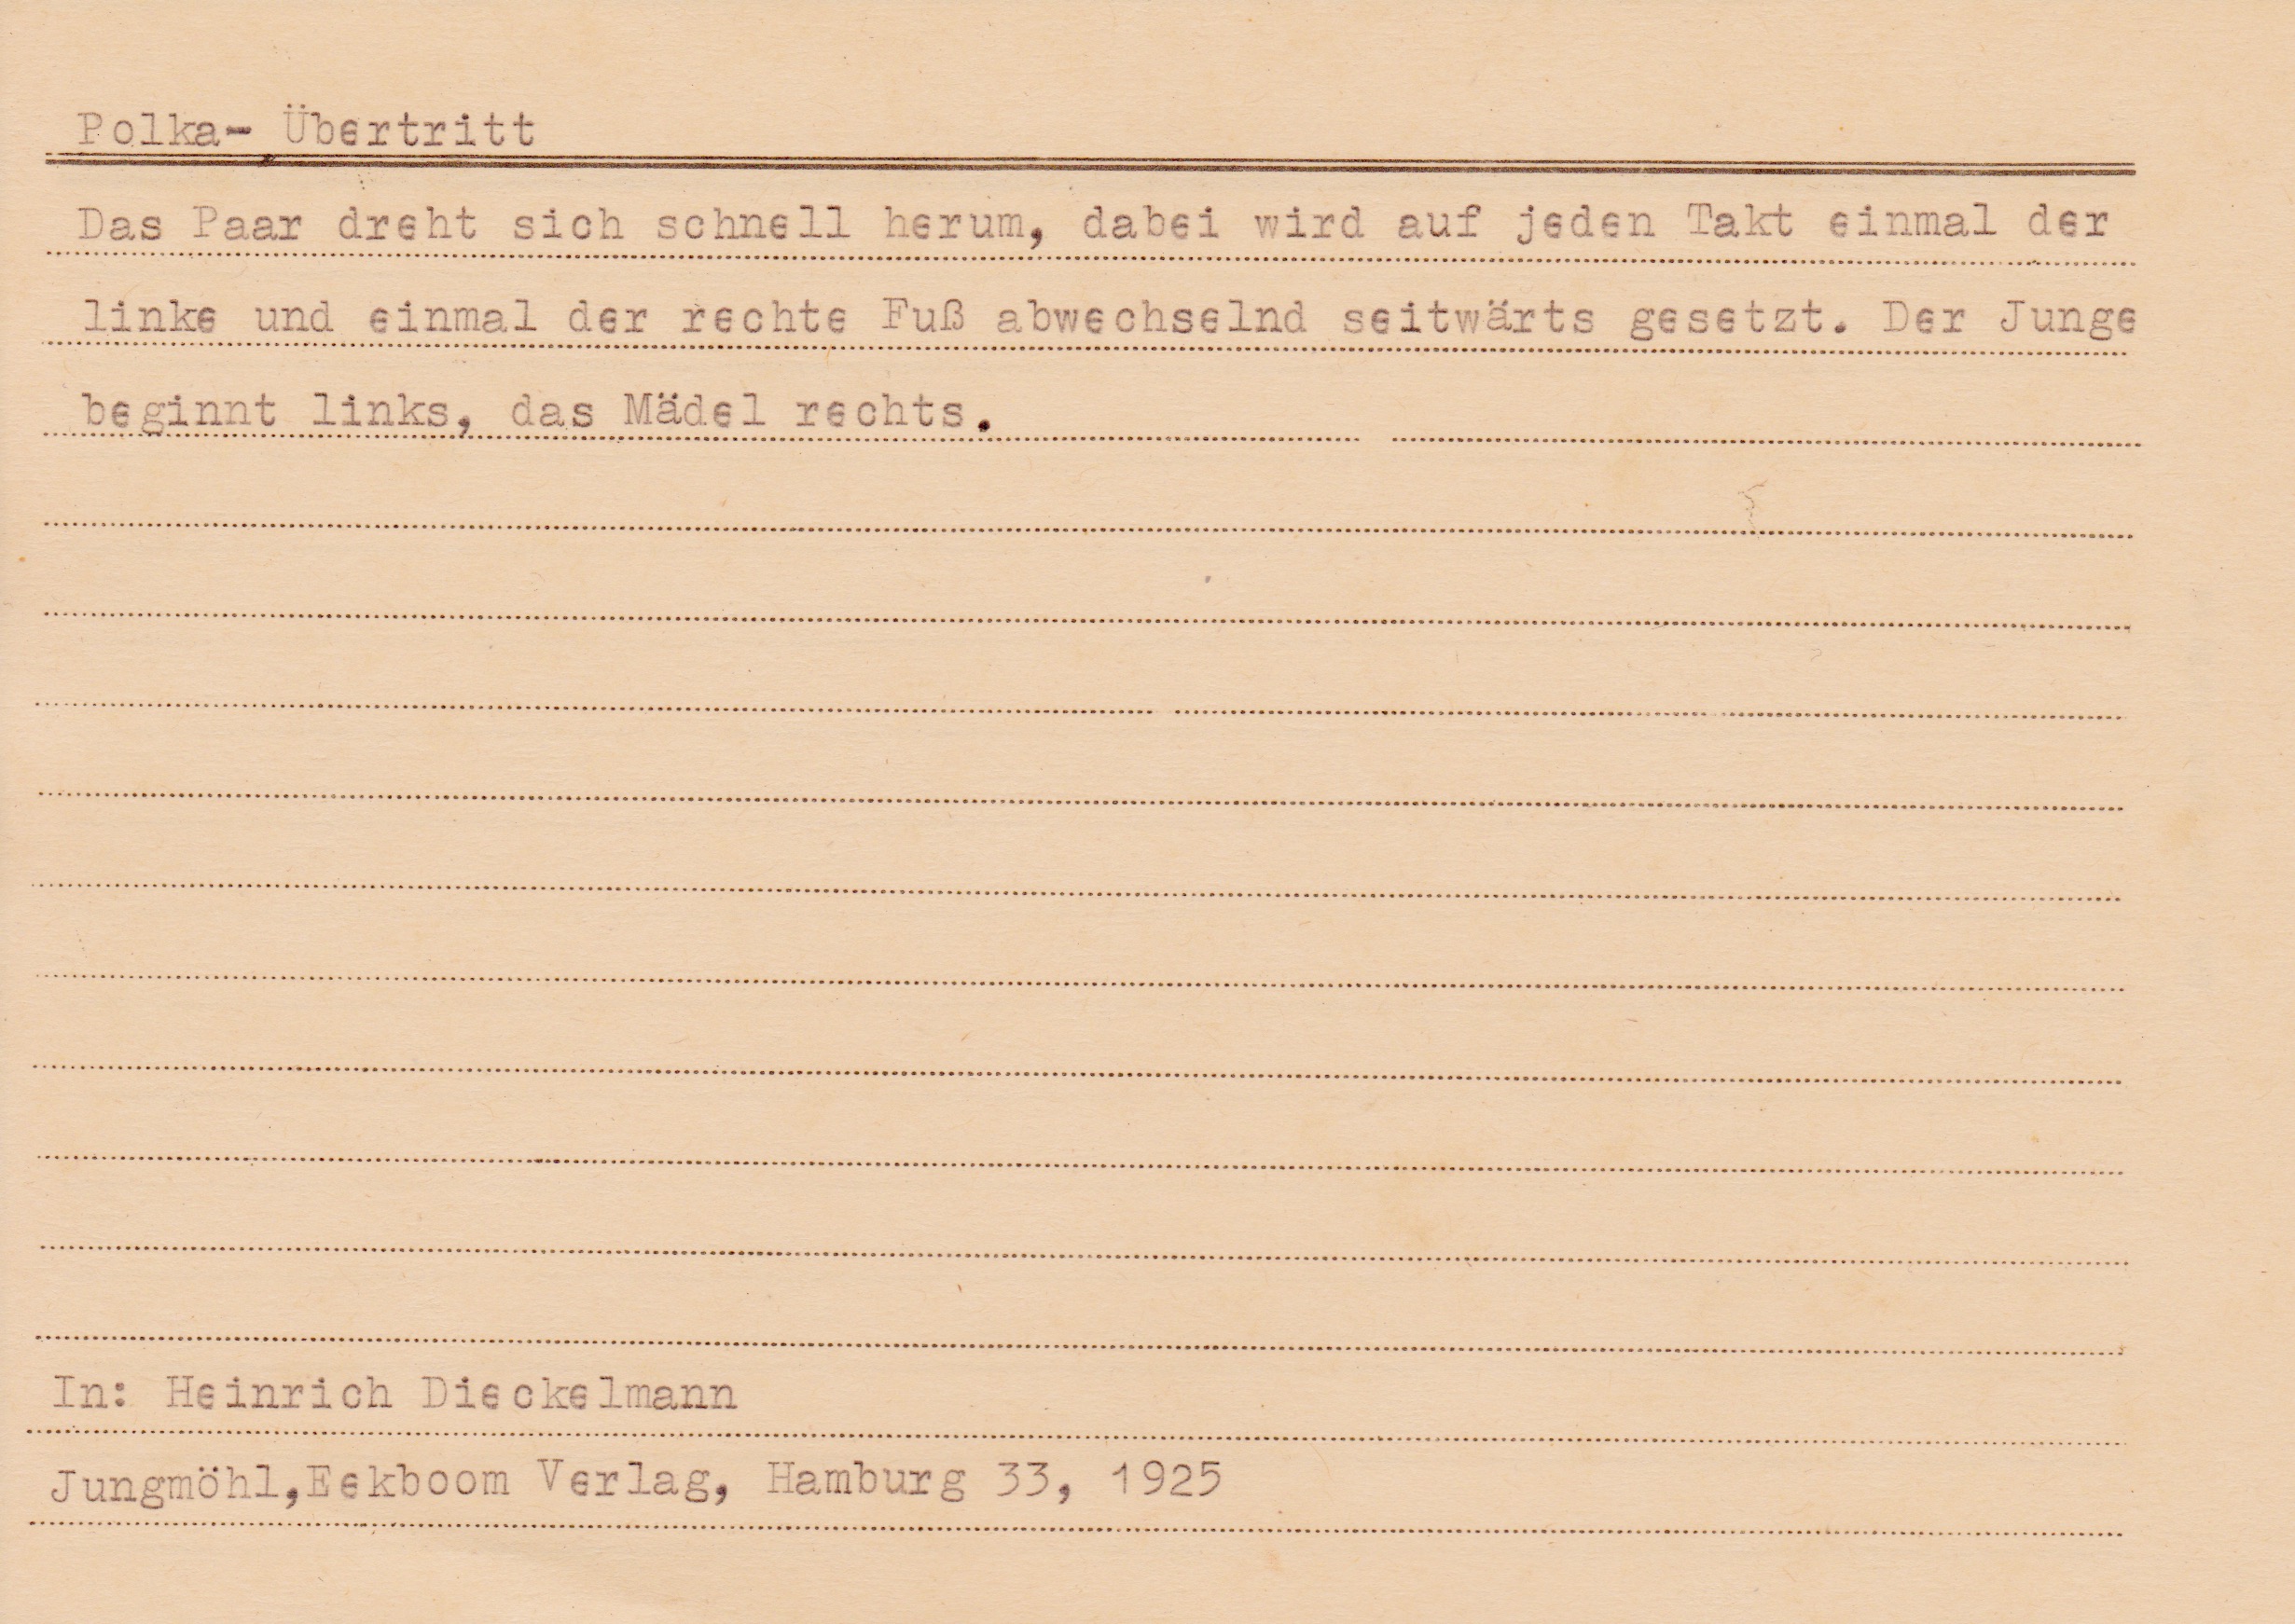 Polka- Übertritt
Das Paar dreht sich schnell herum, dabei wird auf jeden Takt einmal der
linke und einmal der rechte Fuß abwechselnd seitwärts gesetzt. Der Junge
beginnt links, das Mädel rechts.
In: Heinrich Dieckelmann
Jungmöhl,Eekboom Verlag, Hamburg 33, 1925